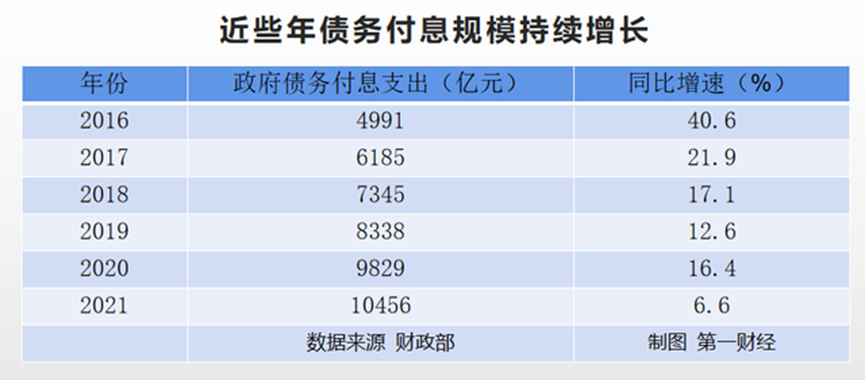 近些年债务付息规模持续增长
年份 政府债务付息支出（亿元） 同比增速（%）
2016 4991 40.6
2017 6185 21.9
2018 7345 17.1
2019 8338 12.6
2020 9829 16.4
2021 10456 6.6
数据来源 财政部 制图 第一财经